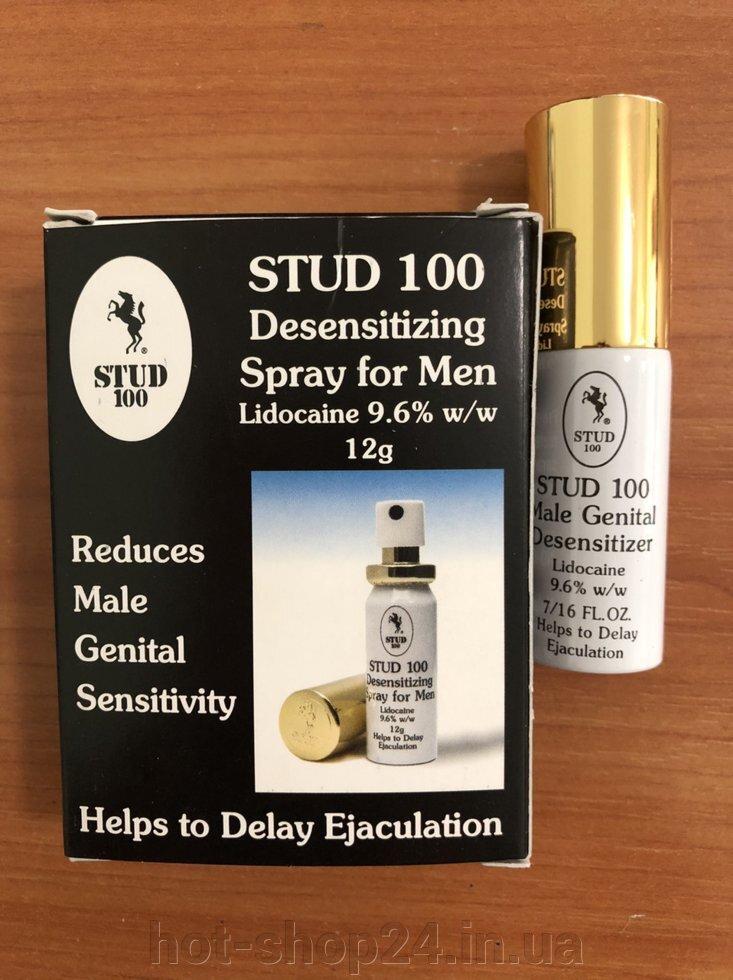 STUD
100
STUD 100
Desensitizing
Spray for Men
Lidocaine 9.6% w/w
12g
Reduces
Male
Genital
Sensitivity
STUD
100
STUD 100
Desensitizing
Spray for Men
Lidocaine
9.6% w/w
12g
Helps to Delay
Ejaculation
Helps to Delay Ejaculation
STUD
100
STUD 100
Male Genital
Desensitizer
Lidocaine
9.6% w/w
7/16 FL.OZ.
Helps to Delay
Ejaculation
hot-shop24.in.ua